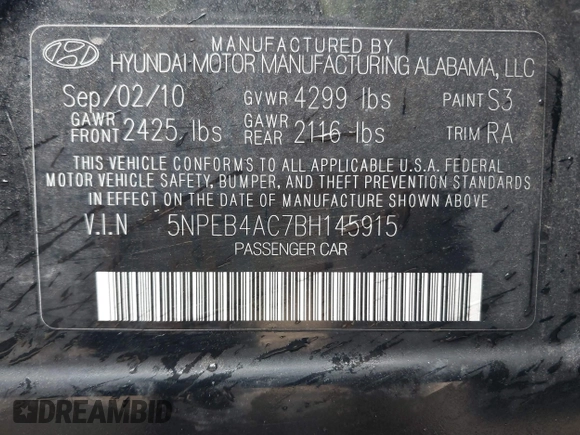 MANUFACTURED BY
HYUNDAI MOTOR MANUFACTURING ALABAMA, LLC
Sep/02/10 GVWR 4299 lbs PAINT S3
GAWR FRONT 2425 lbs GAWR REAR 2116 lbs TRIM RA
THIS VEHICLE CONFORMS TO ALL APPLICABLE U.S.A. FEDERAL
MOTOR VEHICLE SAFETY, BUMPER, AND THEFT PREVENTION STANDARDS
IN EFFECT ON THE DATE OF MANUFACTURE SHOWN ABOVE
V.I.N 5NPEB4AC7BH145915
PASSENGER CAR
DREAMBID